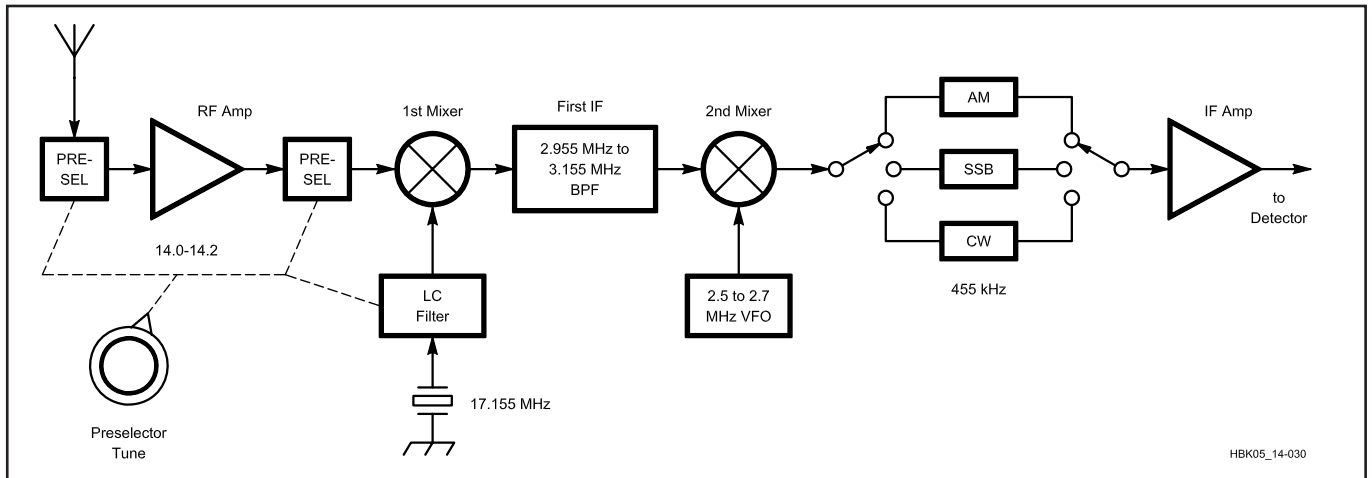 PRE-
SEL
RF Amp
PRE-
SEL
1st Mixer
First IF
2.955 MHz to
3.155 MHz
BPF
2nd Mixer
AM
SSB
CW
455 kHz
IF Amp
to
Detector
14.0-14.2
LC
Filter
2.5 to 2.7
MHz VFO
17.155 MHz
Preselector
Tune
HBK05_14-030